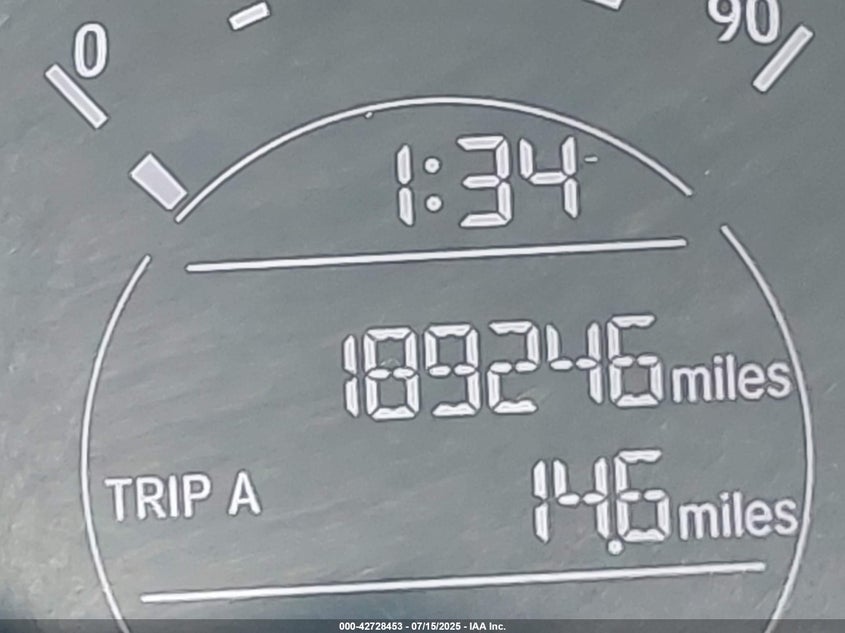 0
90
1:34
189246 miles
TRIP A 14.6 miles
000-42728453 - 07/15/2025 - IAA Inc.